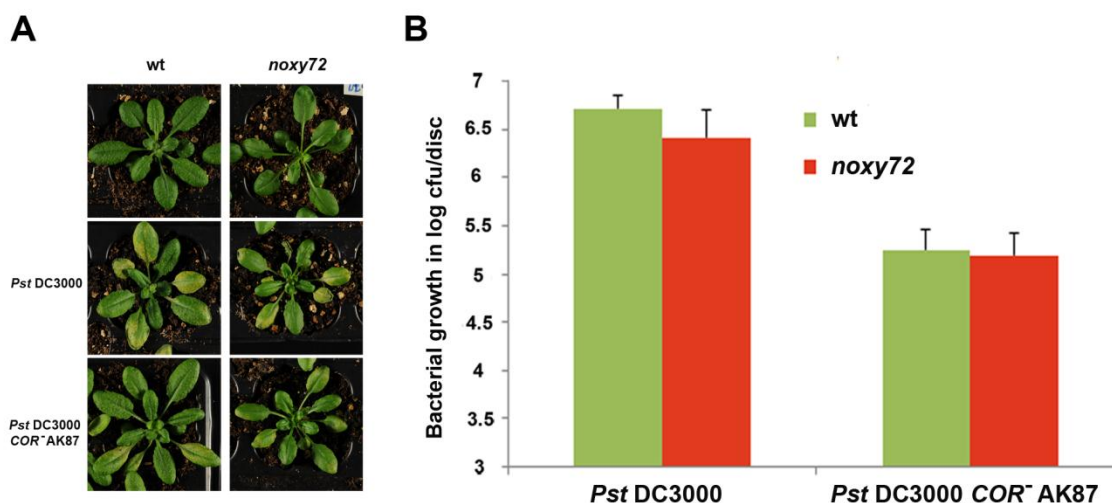 A
wt noxy72
Pst DC3000
Pst DC3000
COR⁻AK87
B
Bacterial growth in log cfu/disc
7
6.5
6
5.5
5
4.5
4
3.5
3
wt
noxy72
Pst DC3000 Pst DC3000 COR⁻ AK87